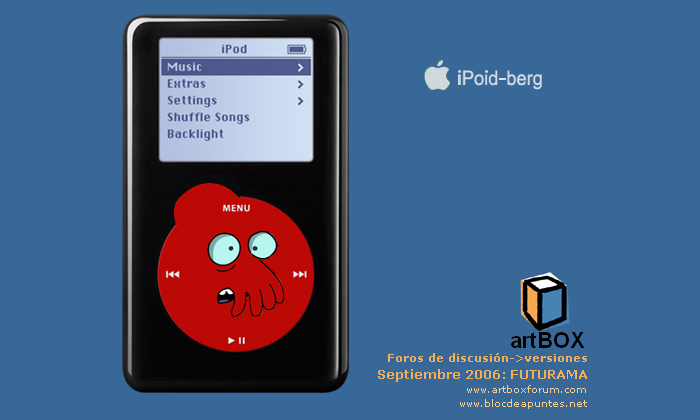 iPod
Music
Extras
Settings
Shuffle Songs
Backlight
MENU
iPoid-berg
artBOX
Foros de discusión->versiones
Septiembre 2006: FUTURAMA
www.artboxforum.com
www.blocdeapuntes.net